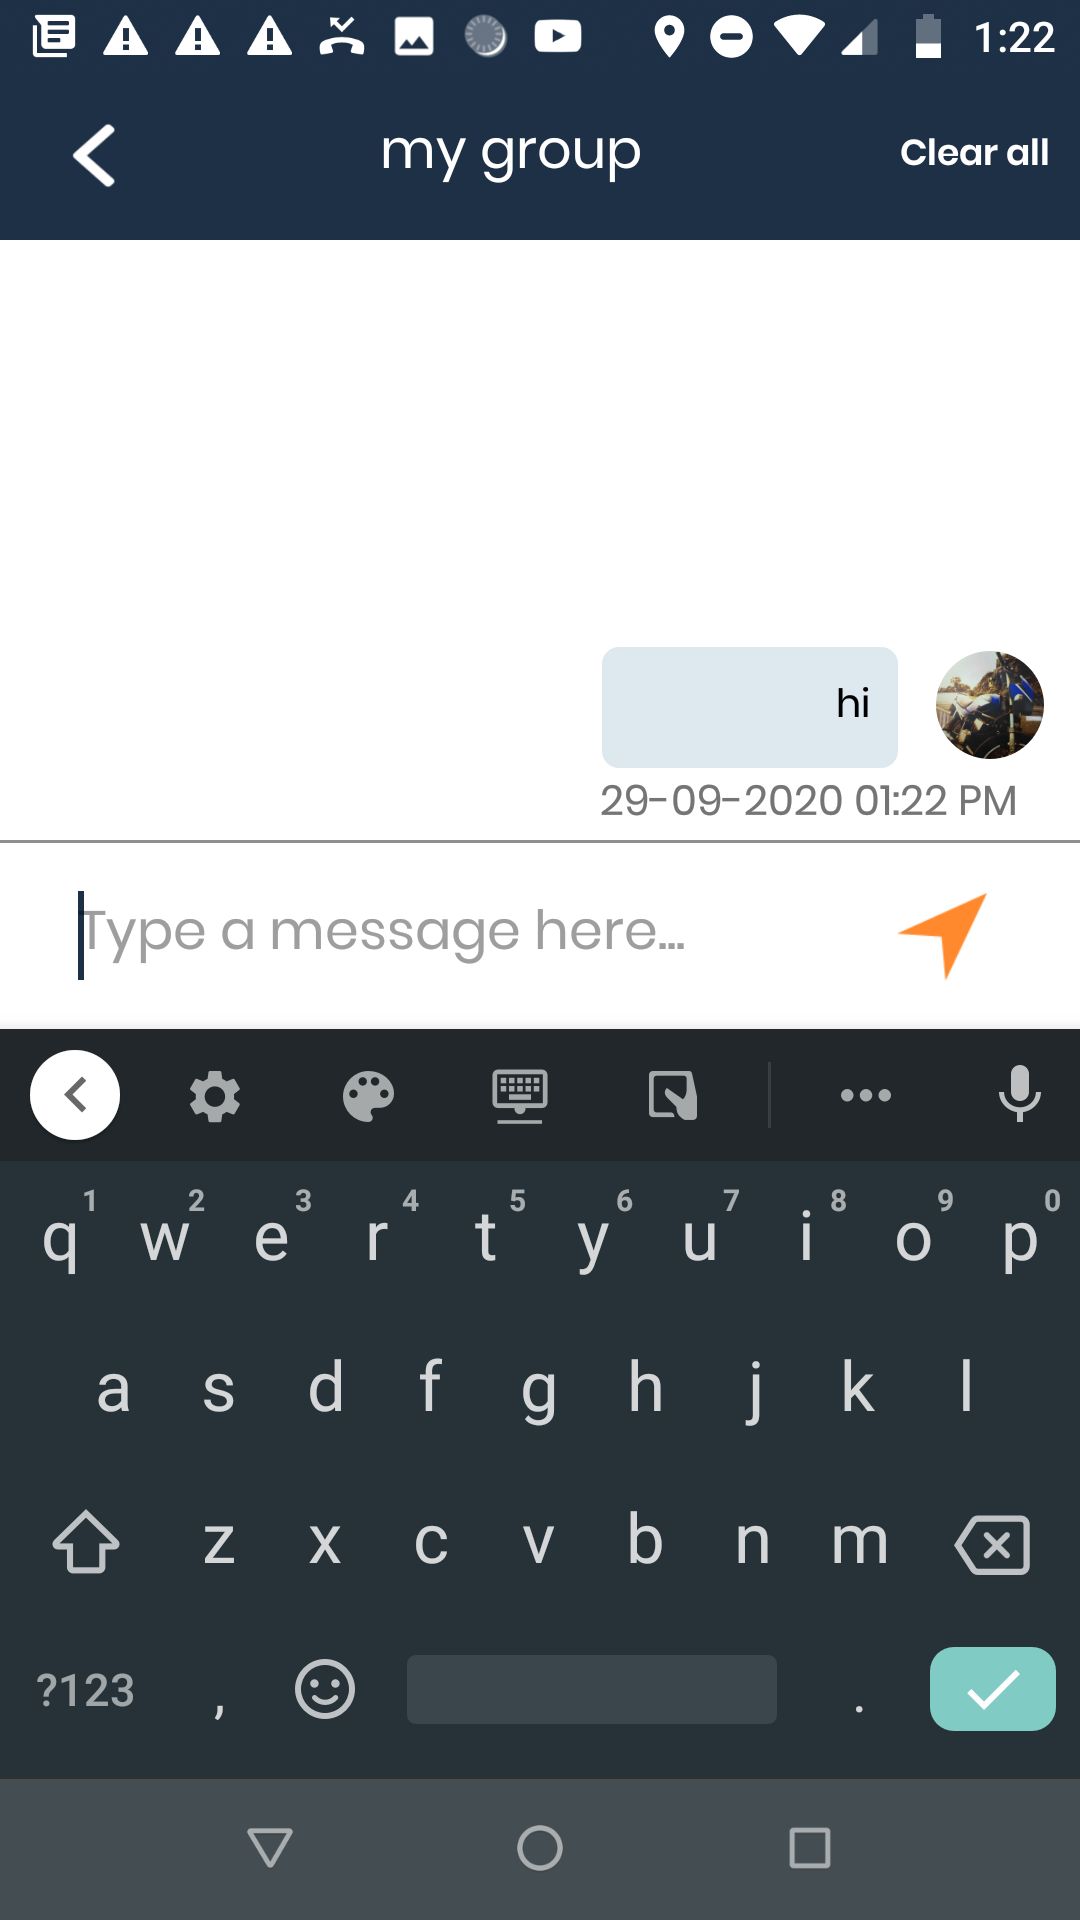 1:22
my group
Clear all
hi
29-09-2020 01:22 PM
Type a message here...
1 2 3 4 5 6 7 8 9 0
q w e r t y u i o p
a s d f g h j k l
z x c v b n m
?123 , .